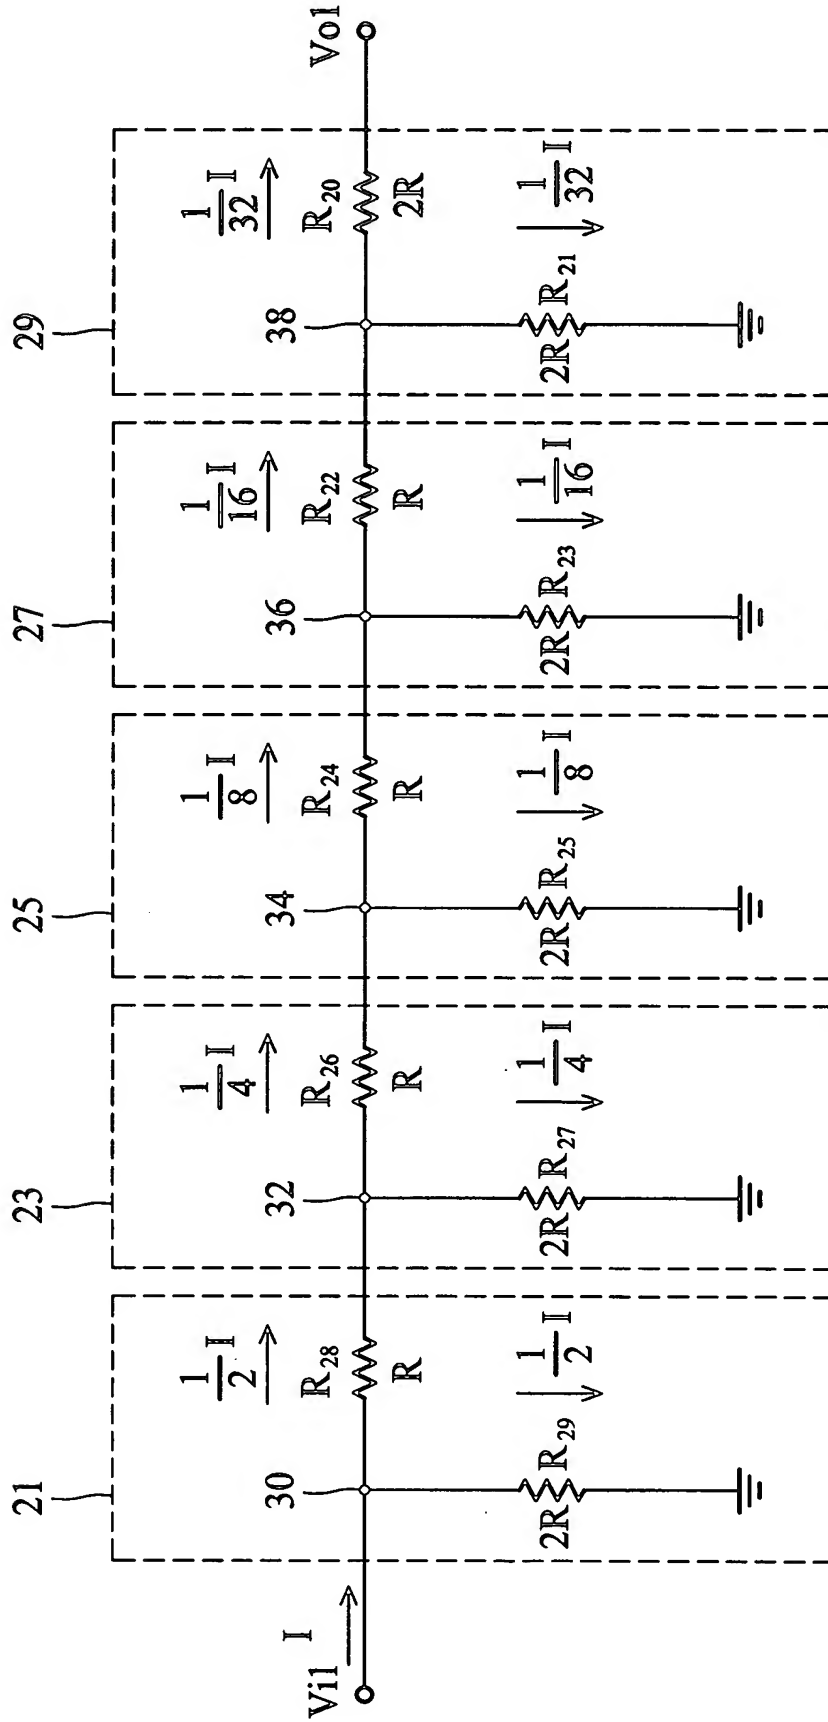 21 23 25 27 29
1/2 I 1/4 I 1/8 I 1/16 I 1/32 I
I
30 R28 32 R26 34 R24 36 R22 38 R20
Vi1 Vo1
R R R R 2R
2R R29 2R R27 2R R25 2R R23 2R R21
1/2 I 1/4 I 1/8 I 1/16 I 1/32 I